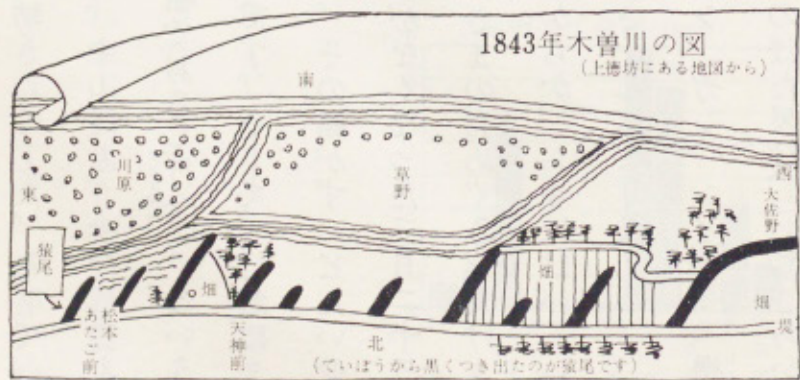 1843年木曽川の図
(上徳坊にある地図から)
南
川原
東
草野
西
大佐野
猿尾
畑
畑
畑
堤
松本
あたご前
天神前
北
(ていぼうから黒くつき出たのが猿尾です)